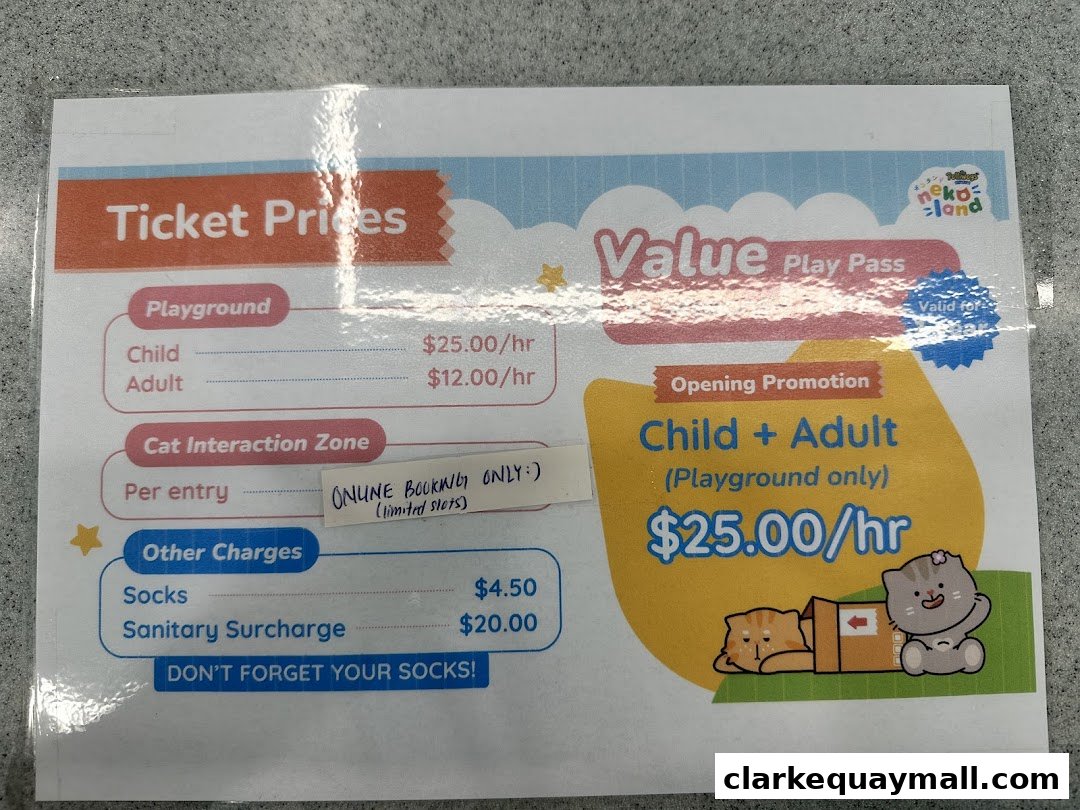 Ticket Prices
Playground
Child $25.00/hr
Adult $12.00/hr
Cat Interaction Zone
Per entry
ONLINE BOOKING ONLY:)
(limited slots)
Other Charges
Socks $4.50
Sanitary Surcharge $20.00
DON'T FORGET YOUR SOCKS!
neko
land
Value Play Pass
Valid for
Opening Promotion
Child + Adult
(Playground only)
$25.00/hr
clarkequaymall.com